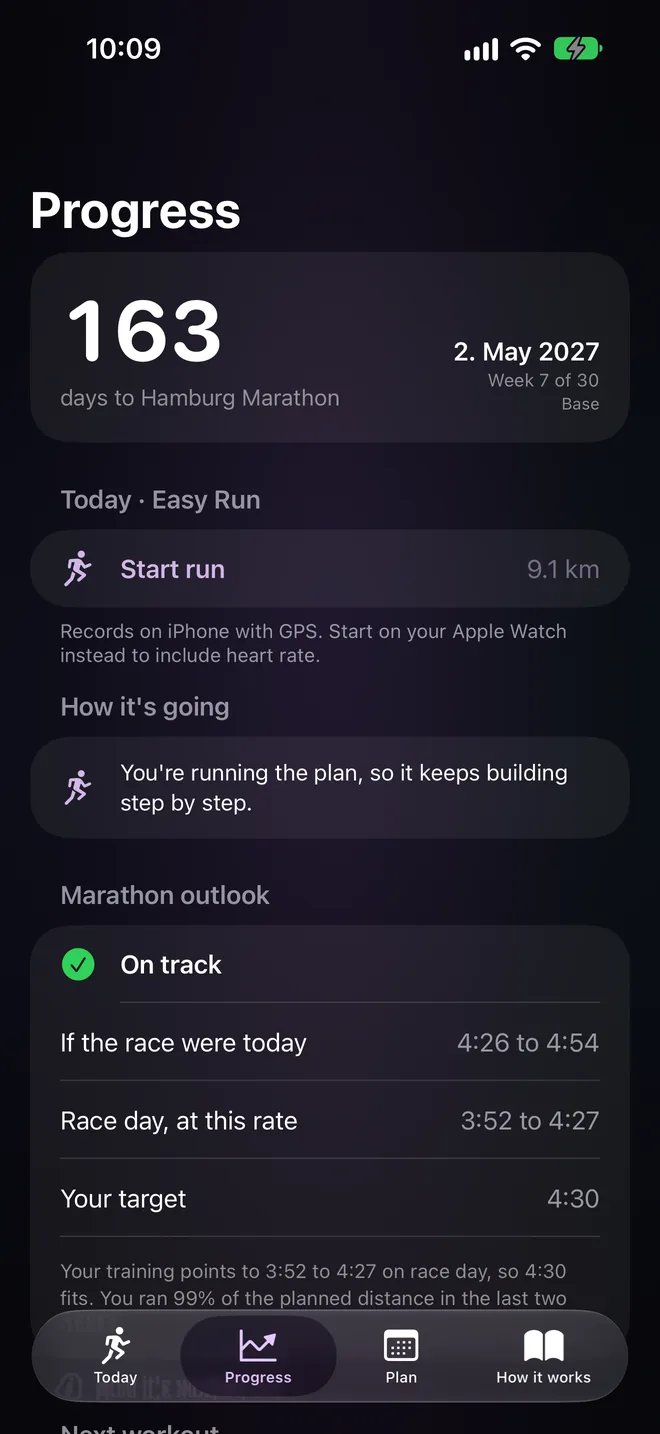 10:09
Progress
163
days to Hamburg Marathon
2. May 2027
Week 7 of 30
Base
Today · Easy Run
Start run
9.1 km
Records on iPhone with GPS. Start on your Apple Watch
instead to include heart rate.
How it's going
You're running the plan, so it keeps building
step by step.
Marathon outlook
On track
If the race were today
4:26 to 4:54
Race day, at this rate
3:52 to 4:27
Your target
4:30
Your training points to 3:52 to 4:27 on race day, so 4:30
fits. You ran 99% of the planned distance in the last two
Today
Progress
Plan
How it works
Next workout